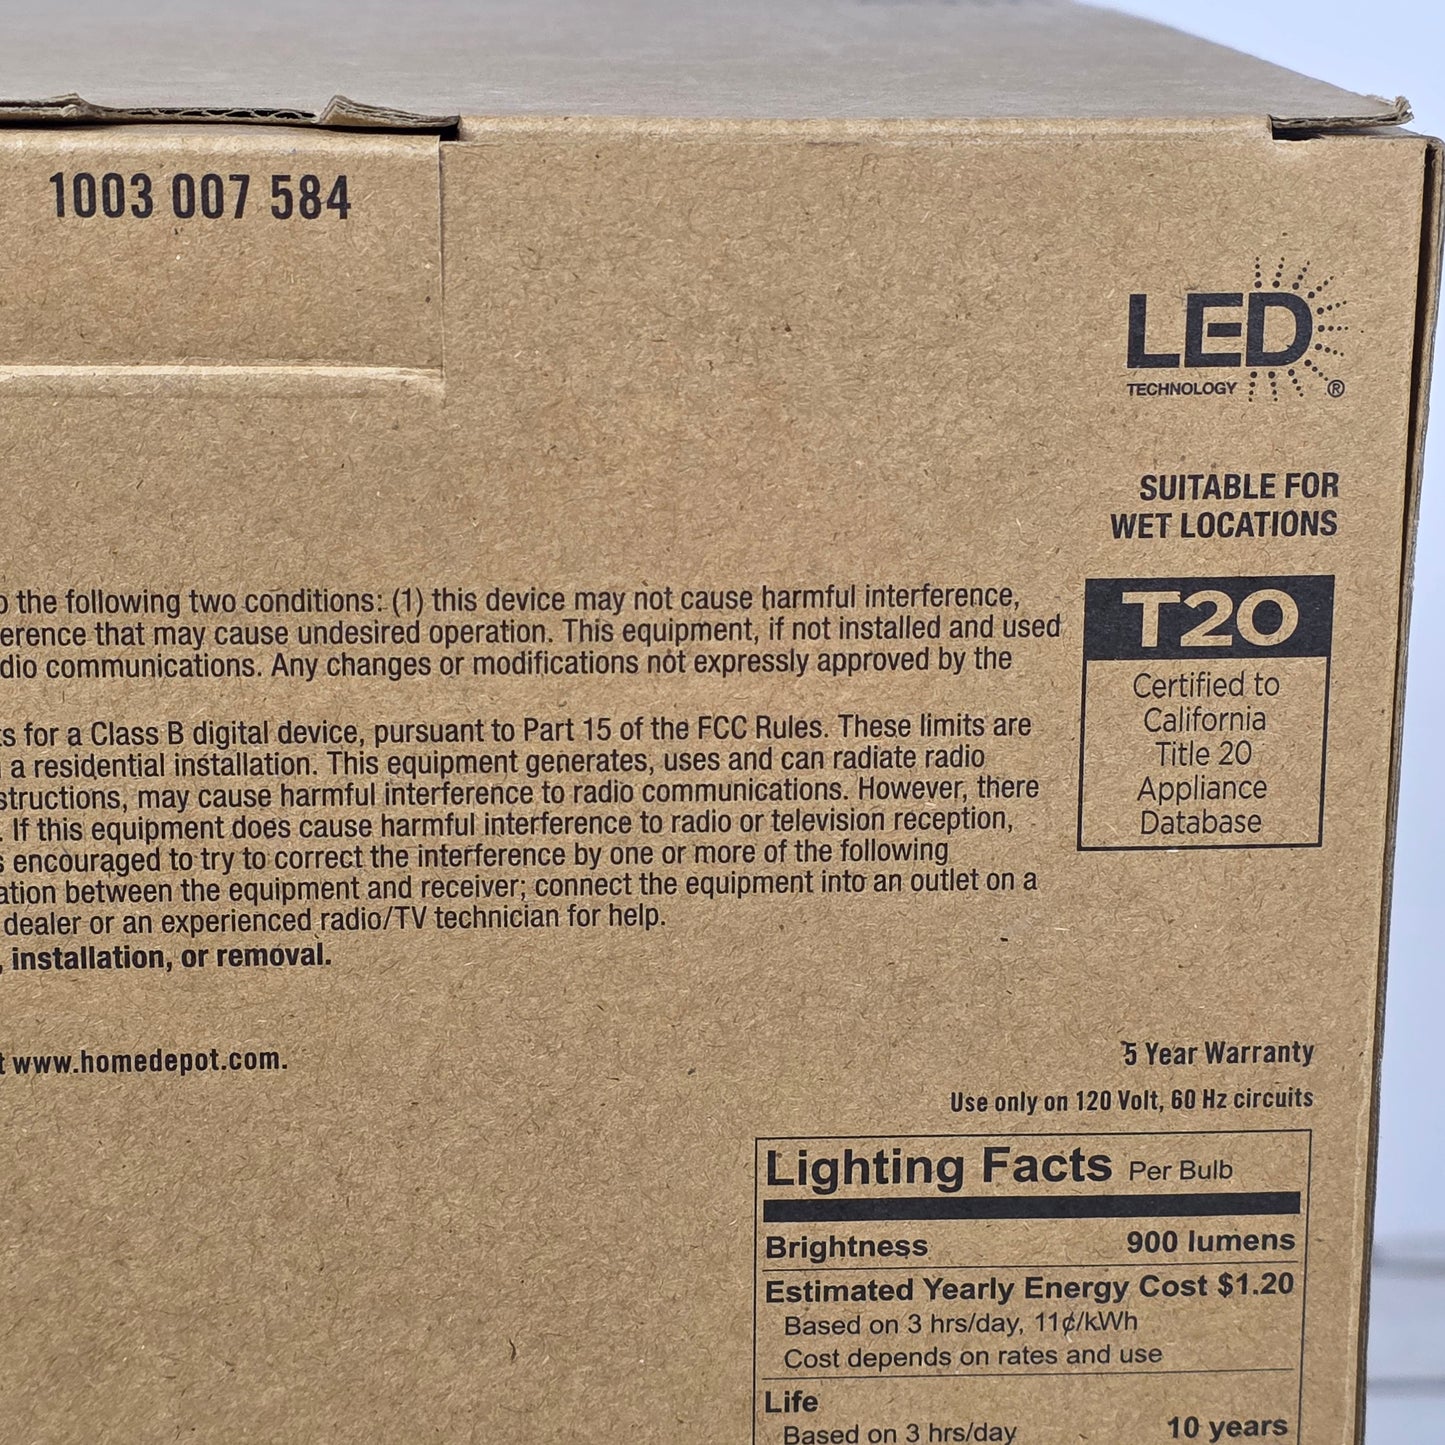 1003 007 584
LED
TECHNOLOGY ®
SUITABLE FOR
WET LOCATIONS
the following two conditions: (1) this device may not cause harmful interference,
that may cause undesired operation. This equipment, if not installed and used
communications. Any changes or modifications not expressly approved by the
for a Class B digital device, pursuant to Part 15 of the FCC Rules. These limits are
a residential installation. This equipment generates, uses and can radiate radio
may cause harmful interference to radio communications. However, there
. If this equipment does cause harmful interference to radio or television reception,
encouraged to try to correct the interference by one or more of the following
between the equipment and receiver; connect the equipment into an outlet on a
dealer or an experienced radio/TV technician for help.
, installation, or removal.
www.homedepot.com.
T20
Certified to
California
Title 20
Appliance
Database
5 Year Warranty
Use only on 120 Volt, 60 Hz circuits
Lighting Facts Per Bulb
Brightness 900 lumens
Estimated Yearly Energy Cost $1.20
Based on 3 hrs/day, 11¢/kWh
Cost depends on rates and use
Life
Based on 3 hrs/day 10 years